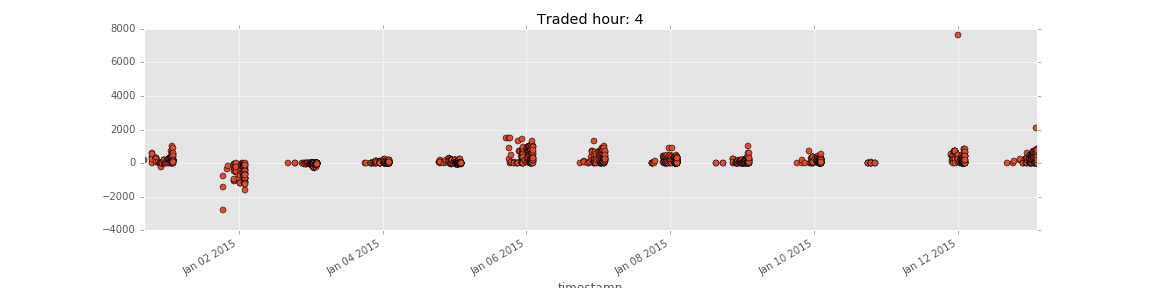 Traded hour: 4
8000
6000
4000
2000
0
−2000
−4000
Jan 02 2015
Jan 04 2015
Jan 06 2015
Jan 08 2015
Jan 10 2015
Jan 12 2015
timestamp